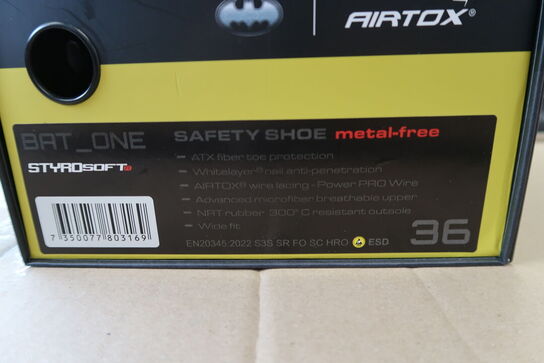 AIRTOX®
BAT_ONE SAFETY SHOE metal-free
STYROSOFT
- ATX fiber toe protection
- Whitelayer® nail anti-penetration
- AIRTOX® wire lacing - Power PRO Wire
- Advanced microfiber breathable upper
- NRT rubber 300°C resistant outsole
- Wide fit
7 350077 803169
EN20345:2022 S3S SR FO SC HRO ESD
36